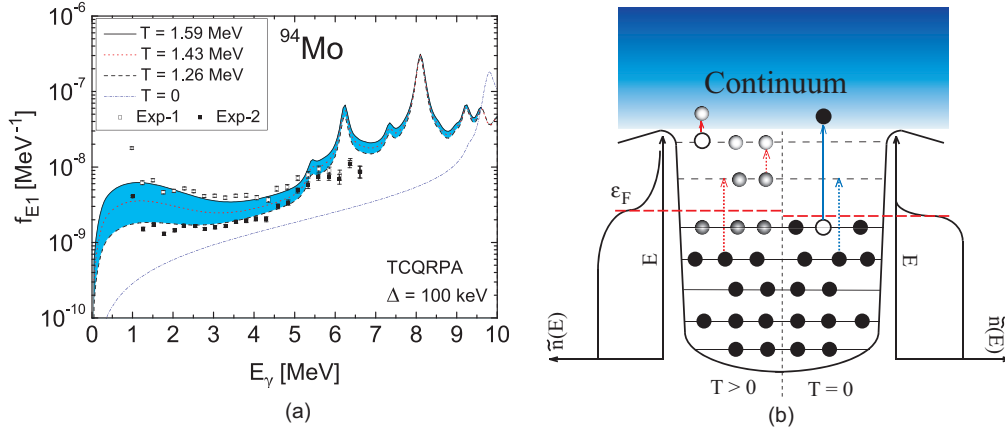 (a)
10^-6
10^-7
10^-8
10^-9
10^-10
f_E1 [MeV^-1]
T = 1.59 MeV
T = 1.43 MeV
T = 1.26 MeV
T = 0
Exp-1 Exp-2
^94Mo
TCQRPA
Δ = 100 keV
0 1 2 3 4 5 6 7 8 9 10
E_γ [MeV]
(a)
Continuum
ε_F
E
E
ñ(E)
ñ(E)
T > 0 T = 0
(b)